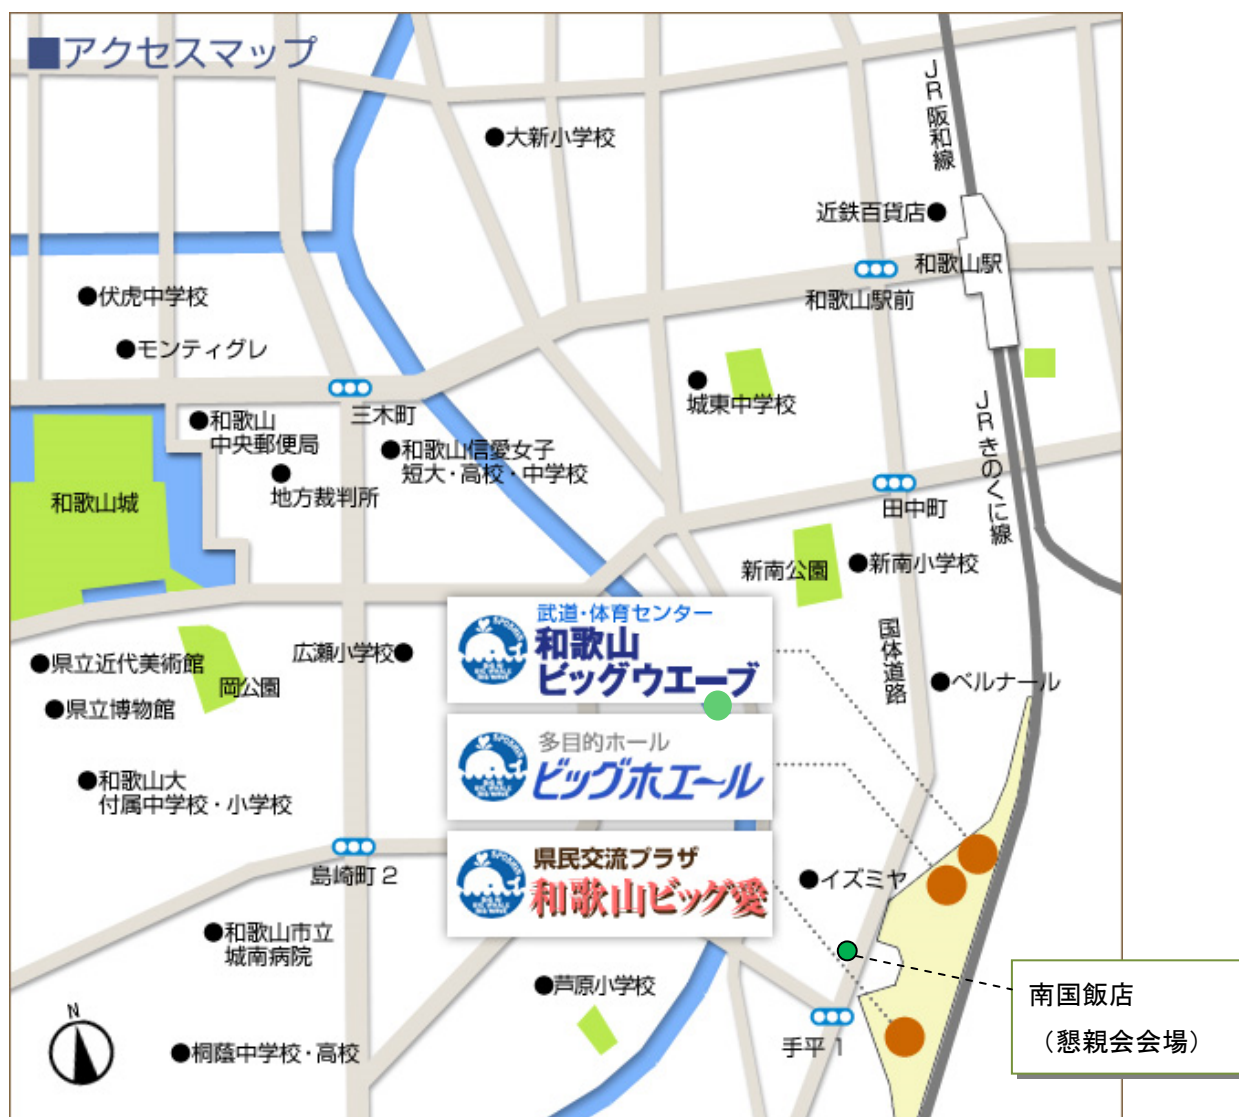 ■アクセスマップ
JR阪和線
●大新小学校
近鉄百貨店●
和歌山駅
和歌山駅前
●伏虎中学校
●モンティグレ
三木町
城東中学校
●和歌山
中央郵便局
●和歌山信愛女子
短大・高校・中学校
地方裁判所
JRきのくに線
和歌山城
田中町
新南公園
●新南小学校
武道・体育センター
和歌山
ビッグウエーブ
国体道路
広瀬小学校●
●県立近代美術館
岡公園
●ベルナール
●県立博物館
多目的ホール
ビッグホエール
●和歌山大
付属中学校・小学校
県民交流プラザ
和歌山ビッグ愛
島崎町 2
●イズミヤ
●和歌山市立
城南病院
●芦原小学校
南国飯店
（懇親会会場）
N
手平 1
●桐蔭中学校・高校